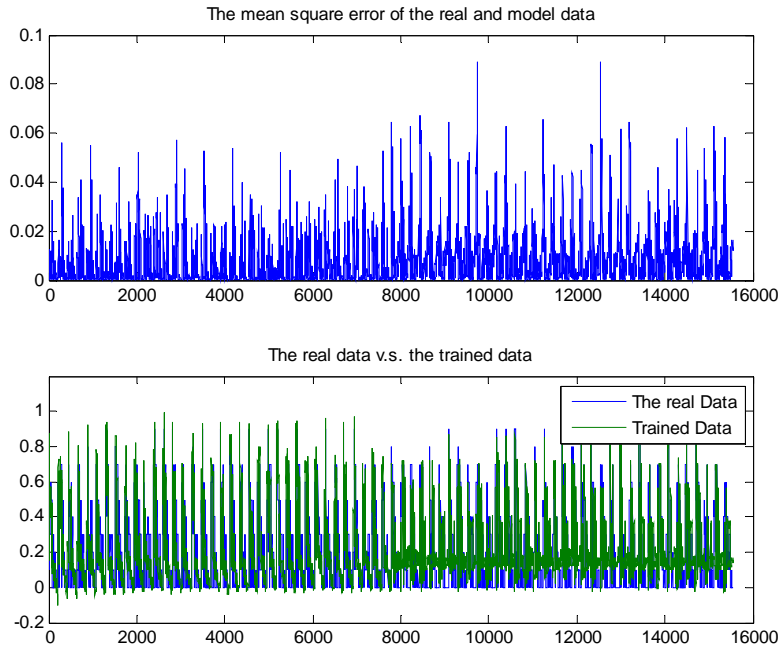 The mean square error of the real and model data
0.1
0.08
0.06
0.04
0.02
0
0 2000 4000 6000 8000 10000 12000 14000 16000
The real data v.s. the trained data
1
0.8
0.6
0.4
0.2
0
-0.2
0 2000 4000 6000 8000 10000 12000 14000 16000
The real Data
Trained Data